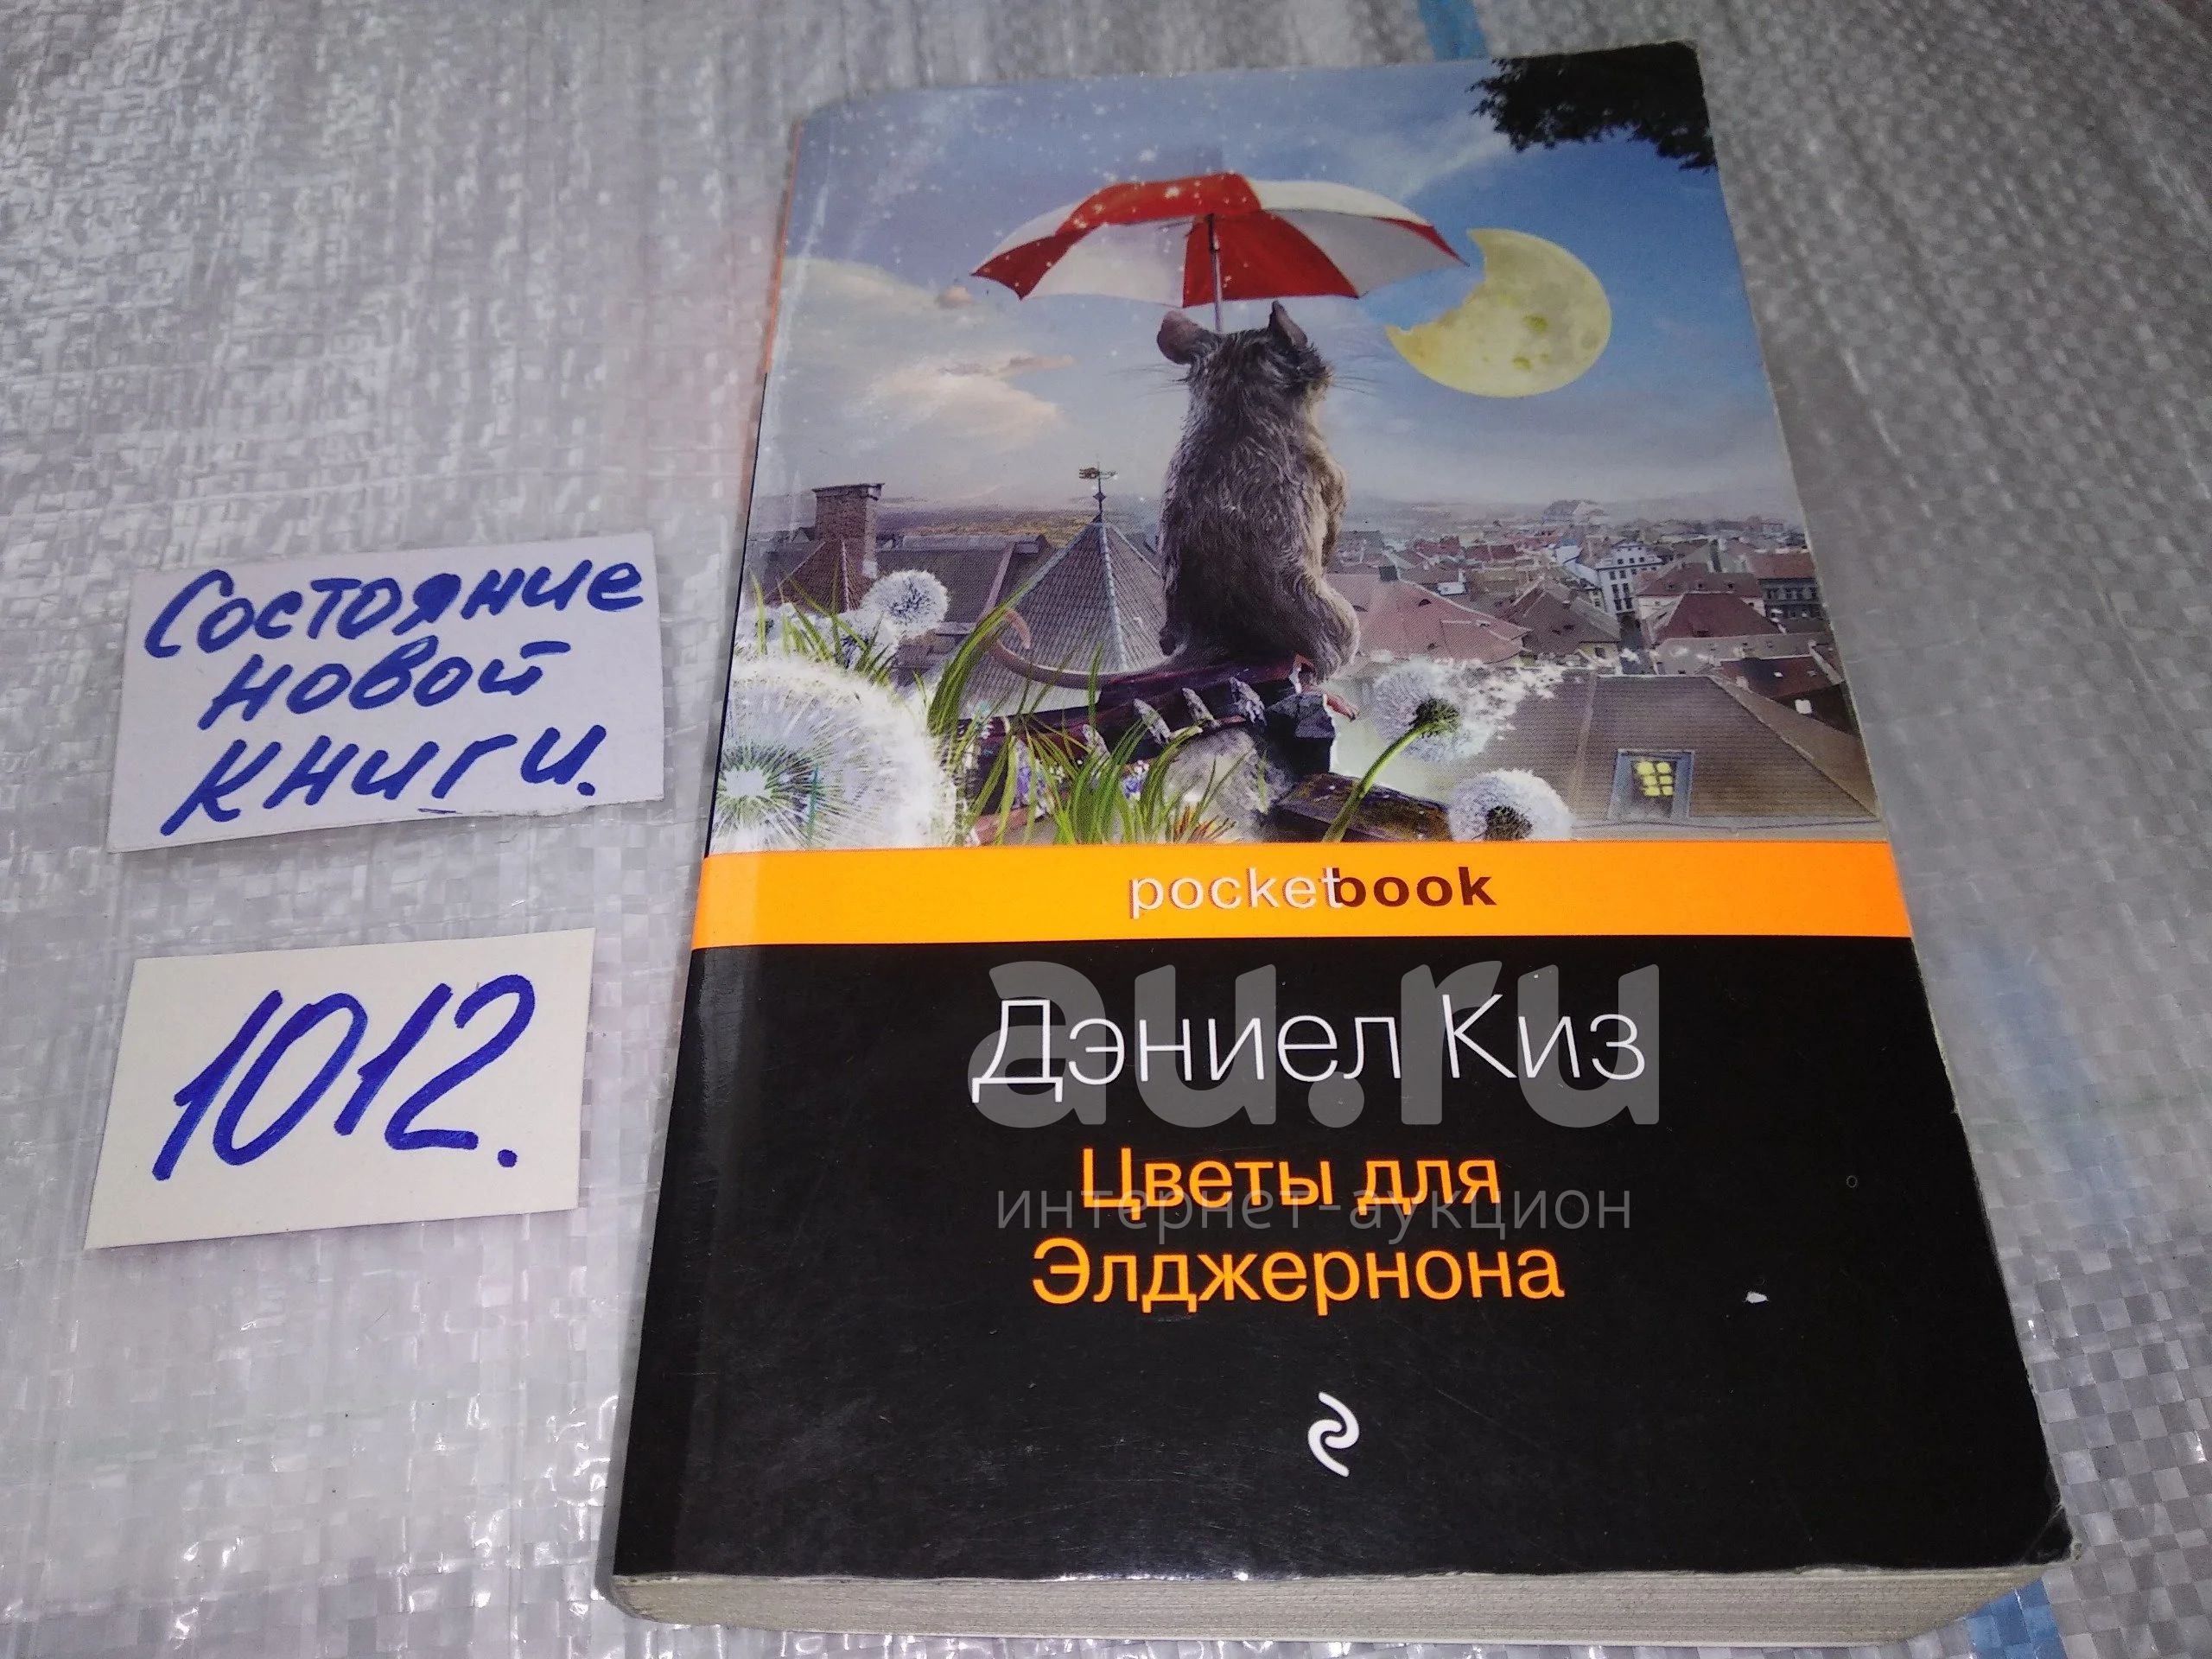 Состояние
новой
книги.
1012.
pocketbook
Дэниел Киз
Цветы для
Элджернона
au.ru
интернет-аукцион